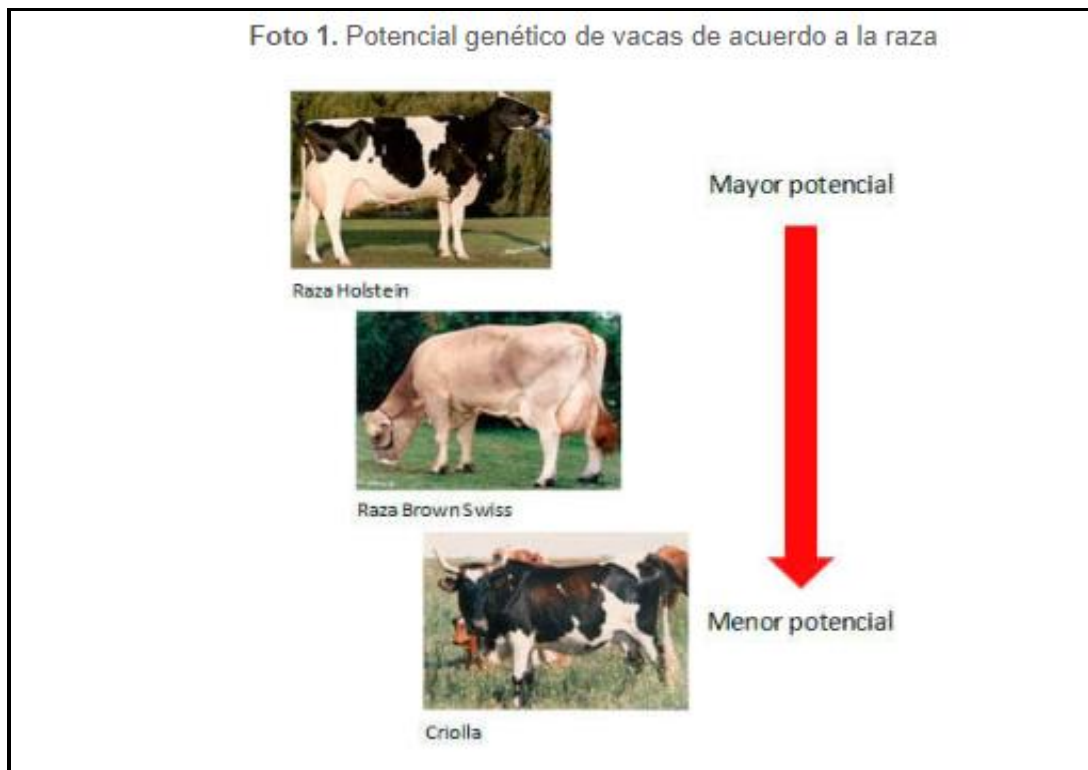 Foto 1. Potencial genético de vacas de acuerdo a la raza
Mayor potencial
Raza Holstein
Raza Brown Swiss
Menor potencial
Criolla